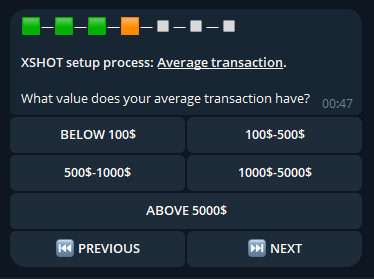 XSHOT setup process: Average transaction.
What value does your average transaction have?
00:47
BELOW 100$
100$-500$
500$-1000$
1000$-5000$
ABOVE 5000$
PREVIOUS
NEXT